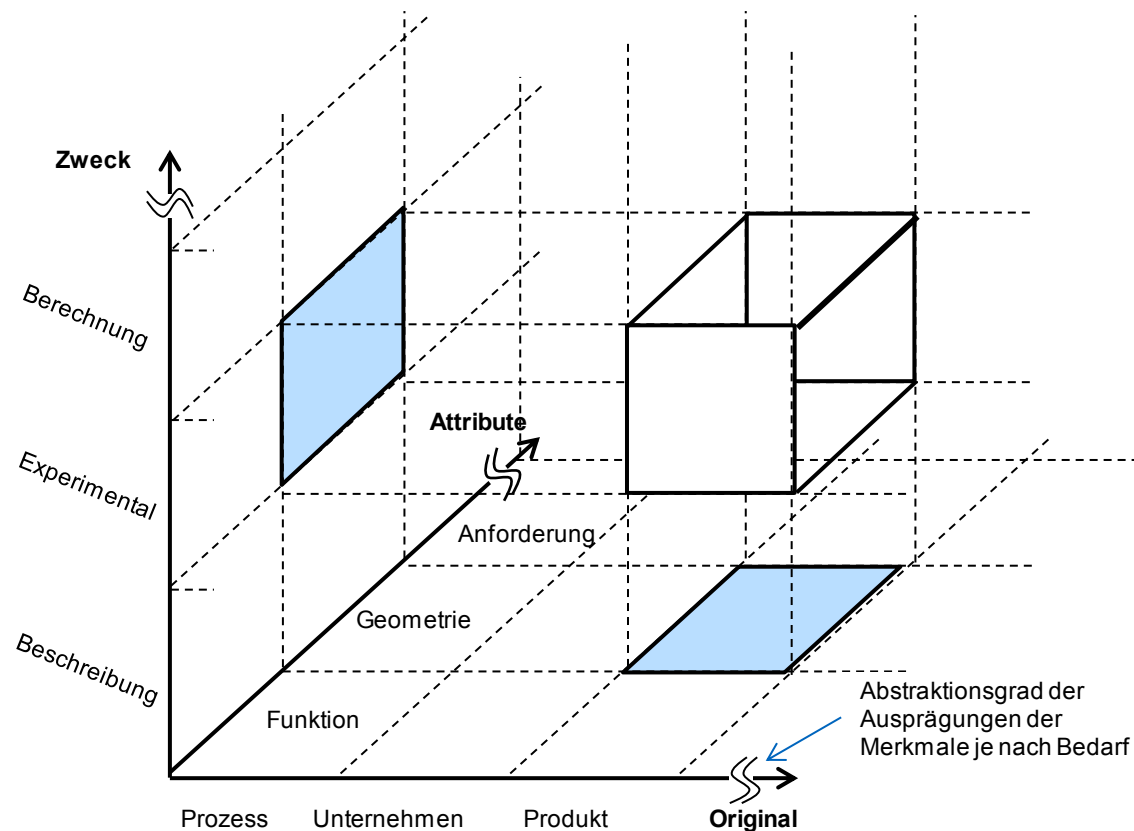 Zweck
Berechnung
Attribute
Experimental
Anforderung
Geometrie
Beschreibung
Funktion
Abstraktionsgrad der
Ausprägungen der
Merkmale je nach Bedarf
Prozess Unternehmen Produkt Original